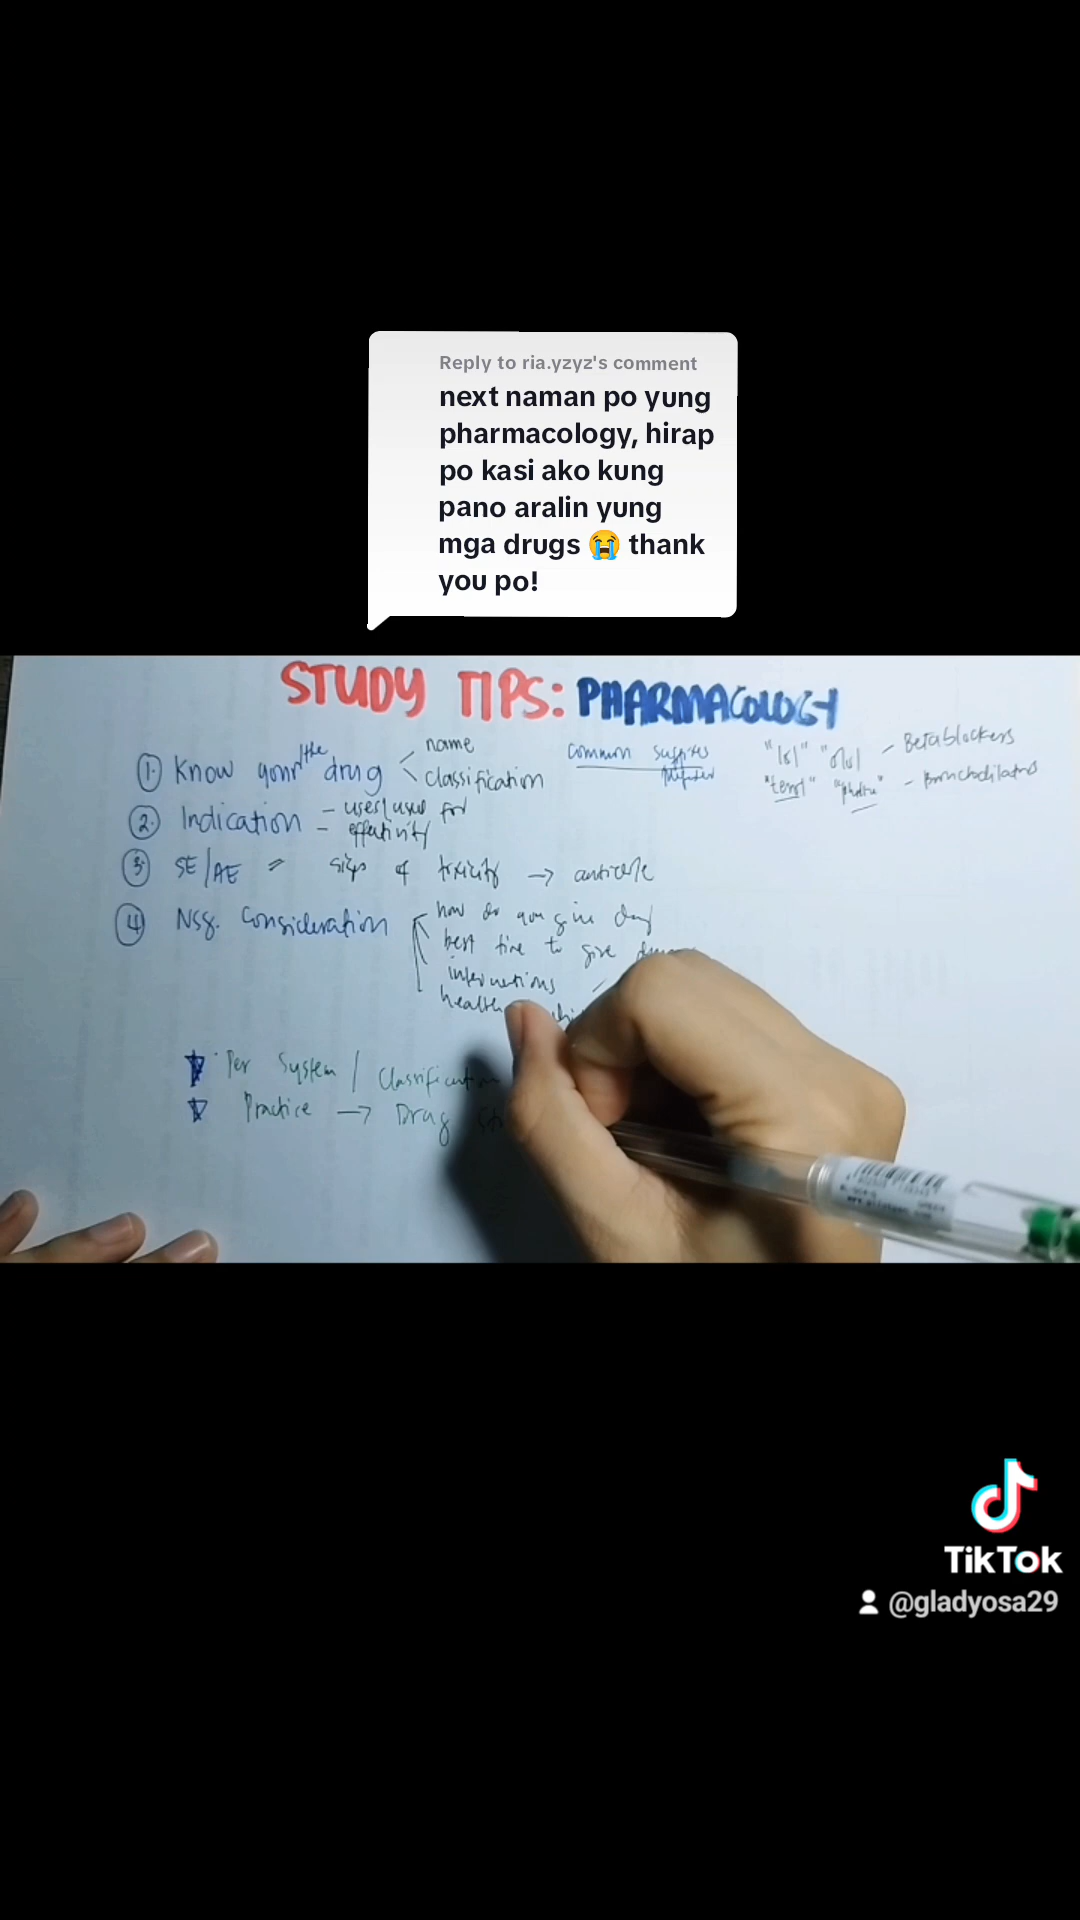 Reply to ria.yzyz's comment
next naman po yung
pharmacology, hirap
po kasi ako kung
pano aralin yung
mga drugs 😭 thank
you po!
STUDY TIPS: PHARMACOLOGY
1. Know your/the drug
name
classification
common suffixes
"lol" "olol" - Betablockers
"terol" - Bronchodilators
2. Indication
- uses/used for
- effectivity
3. SE/AE = signs of toxicity → antidote
4. Nsg. Consideration
how do you give drug
best time to give
interventions
health
Per System / Classification
Practice → Drug
TikTok
@gladyosa29